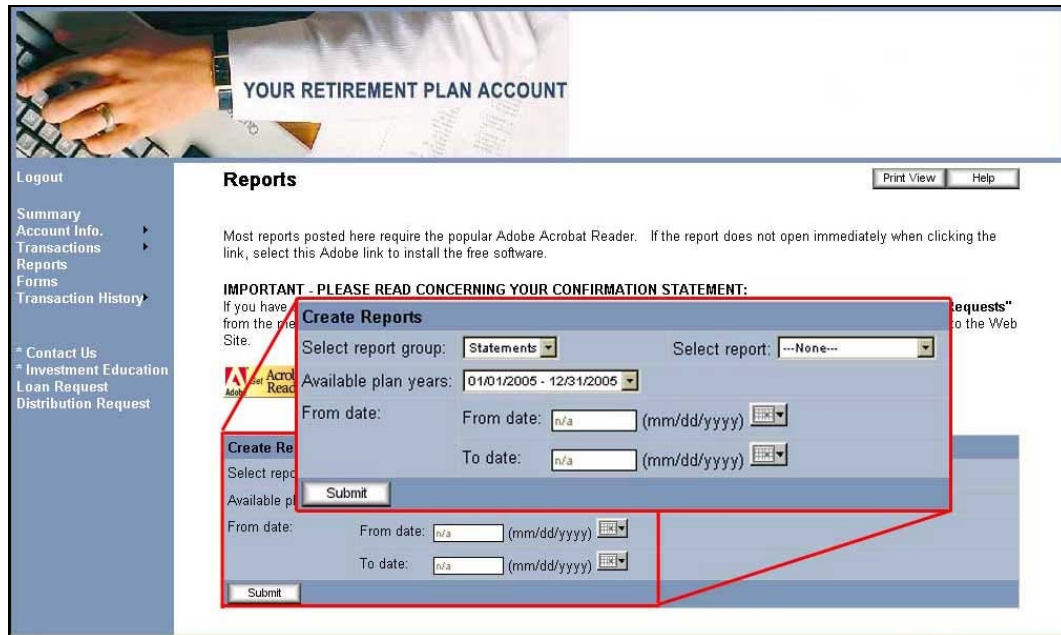 YOUR RETIREMENT PLAN ACCOUNT
Logout
Summary
Account Info.
Transactions
Reports
Forms
Transaction History
* Contact Us
* Investment Education
Loan Request
Distribution Request
Reports
Print View
Help
Most reports posted here require the popular Adobe Acrobat Reader. If the report does not open immediately when clicking the
link, select this Adobe link to install the free software.
IMPORTANT - PLEASE READ CONCERNING YOUR CONFIRMATION STATEMENT:
If you have
from the to the Web
Site.
Adobe Get
Create Reports
Select report group: Statements Select report: ---None---
Available plan years: 01/01/2005 - 12/31/2005
From date: From date: n/a (mm/dd/yyyy)
To date: n/a (mm/dd/yyyy)
Submit
Create
Select
Available
From date: From date: n/a (mm/dd/yyyy)
To date: n/a (mm/dd/yyyy)
Submit